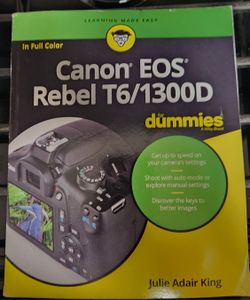 LEARNING MADE EASY
In Full Color
Canon® EOS®
Rebel T6/1300D
for
dummies®
A Wiley Brand
Get up to speed on
your camera's settings
Shoot with auto mode or
explore manual settings
Discover the keys to
better images
Julie Adair King